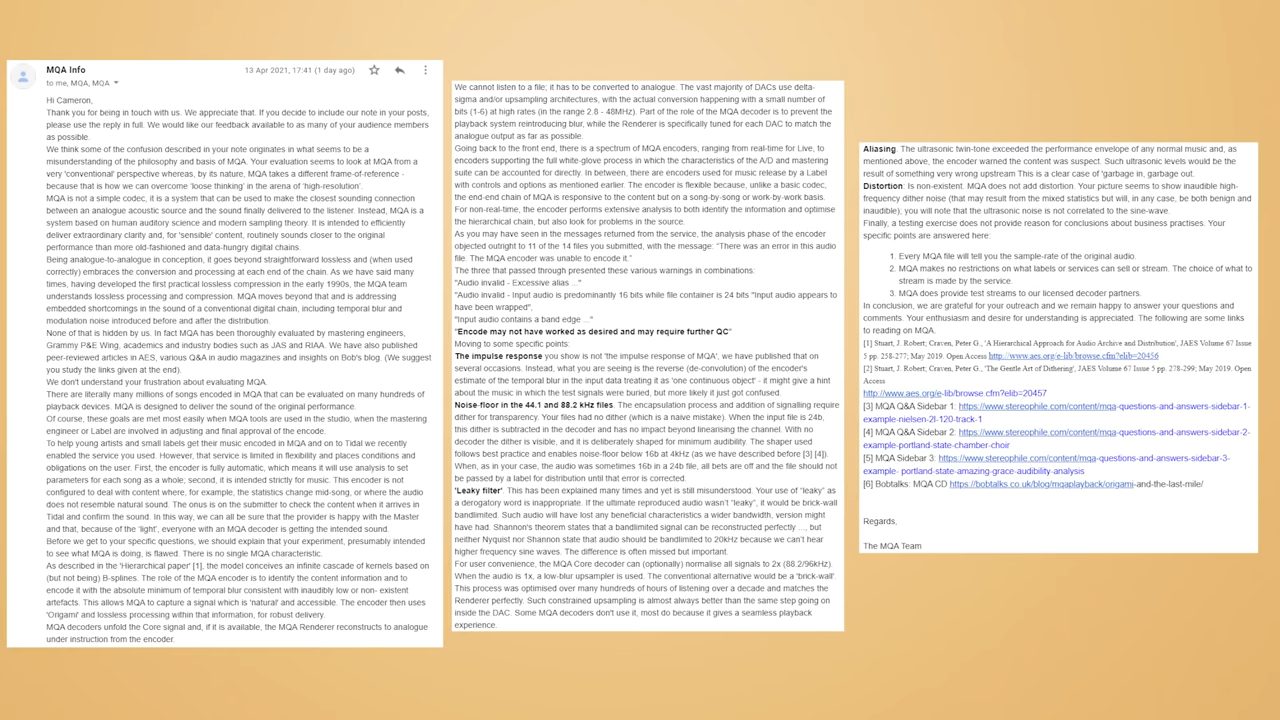 MQA Info
13 Apr 2021, 17:41 (1 day ago)
to me, MQA, MQA
Hi Cameron,
Thank you for being in touch with us. We appreciate that. If you decide to include our note in your posts,
please use the reply in full. We would like our feedback available to as many of your audience members
as possible.
We think some of the confusion described in your note originates in what seems to be a
misunderstanding of the philosophy and basis of MQA. Your evaluation seems to look at MQA from a
very 'conventional' perspective whereas, by its nature, MQA takes a different frame-of-reference -
because that is how we can overcome 'loose thinking' in the arena of 'high-resolution'.
MQA is not a simple codec, it is a system that can be used to make the closest sounding connection
between an analogue acoustic source and the sound finally delivered to the listener. Instead, MQA is a
system based on human auditory science and modern sampling theory. It is intended to efficiently
deliver extraordinary clarity and, for 'sensible' content, routinely sounds closer to the original
performance than more old-fashioned and data-hungry digital chains.
Being analogue-to-analogue in conception, it goes beyond straightforward lossless and (when used
correctly) embraces the conversion and processing at each end of the chain. As we have said many
times, having developed the first practical lossless compression in the early 1990s, the MQA team
understands lossless processing and compression. MQA moves beyond that and is addressing
embedded shortcomings in the sound of a conventional digital chain, including temporal blur and
modulation noise introduced before and after the distribution.
None of that is hidden by us. In fact MQA has been thoroughly evaluated by mastering engineers,
Grammy P&E Wing, academics and industry bodies such as JAS and RIAA. We have also published
peer-reviewed articles in AES, various Q&A in audio magazines and insights on Bob's blog. (We suggest
you study the links given at the end).
We don't understand your frustration about evaluating MQA.
There are literally many millions of songs encoded in MQA that can be evaluated on many hundreds of
playback devices. MQA is designed to deliver the sound of the original performance.
Of course, these goals are met most easily when MQA tools are used in the studio, when the mastering
engineer or Label are involved in adjusting and final approval of the encode.
To help young artists and small labels get their music encoded in MQA and on to Tidal we recently
enabled the service you used. However, that service is limited in flexibility and places conditions and
obligations on the user. First, the encoder is fully automatic, which means it will use analysis to set
parameters for each song as a whole; second, it is intended strictly for music. This encoder is not
configured to deal with content where, for example, the statistics change mid-song, or where the audio
does not resemble natural sound. The onus is on the submitter to check the content when it arrives in
Tidal and confirm the sound. In this way, we can all be sure that the provider is happy with the Master
and that, because of the 'light', everyone with an MQA decoder is getting the intended sound.
Before we get to your specific questions, we should explain that your experiment, presumably intended
to see what MQA is doing, is flawed. There is no single MQA characteristic.
As described in the 'Hierarchical paper' [1], the model conceives an infinite cascade of kernels based on
(but not being) B-splines. The role of the MQA encoder is to identify the content information and to
encode it with the absolute minimum of temporal blur consistent with inaudibly low or non- existent
artefacts. This allows MQA to capture a signal which is 'natural' and accessible. The encoder then uses
'Origami' and lossless processing within that information, for robust delivery.
MQA decoders unfold the Core signal and, if it is available, the MQA Renderer reconstructs to analogue
under instruction from the encoder.
We cannot listen to a file; it has to be converted to analogue. The vast majority of DACs use delta-
sigma and/or upsampling architectures, with the actual conversion happening with a small number of
bits (1-6) at high rates (in the range 2.8 - 48MHz). Part of the role of the MQA decoder is to prevent the
playback system reintroducing blur, while the Renderer is specifically tuned for each DAC to match the
analogue output as far as possible.
Going back to the front end, there is a spectrum of MQA encoders, ranging from real-time for Live, to
encoders supporting the full white-glove process in which the characteristics of the A/D and mastering
suite can be accounted for directly. In between, there are encoders used for music release by a Label
with controls and options as mentioned earlier. The encoder is flexible because, unlike a basic codec,
the end-end chain of MQA is responsive to the content but on a song-by-song or work-by-work basis.
For non-real-time, the encoder performs extensive analysis to both identify the information and optimise
the hierarchical chain, but also look for problems in the source.
As you may have seen in the messages returned from the service, the analysis phase of the encoder
objected outright to 11 of the 14 files you submitted, with the message: "There was an error in this audio
file. The MQA encoder was unable to encode it."
The three that passed through presented these various warnings in combinations:
"Audio invalid - Excessive alias ..."
"Audio invalid - Input audio is predominantly 16 bits while file container is 24 bits "Input audio appears to
have been wrapped",
"Input audio contains a band edge ..."
"Encode may not have worked as desired and may require further QC"
Moving to some specific points:
The impulse response you show is not 'the impulse response of MQA', we have published that on
several occasions. Instead, what you are seeing is the reverse (de-convolution) of the encoder's
estimate of the temporal blur in the input data treating it as 'one continuous object' - it might give a hint
about the music in which the test signals were buried, but more likely it just got confused.
Noise-floor in the 44.1 and 88.2 kHz files. The encapsulation process and addition of signalling require
dither for transparency. Your files had no dither (which is a naive mistake). When the input file is 24b,
this dither is subtracted in the decoder and has no impact beyond linearising the channel. With no
decoder the dither is visible, and it is deliberately shaped for minimum audibility. The shaper used
follows best practice and enables noise-floor below 16b at 4kHz (as we have described before [3] [4]).
When, as in your case, the audio was sometimes 16b in a 24b file, all bets are off and the file should not
be passed by a label for distribution until that error is corrected.
'Leaky filter'. This has been explained many times and yet is still misunderstood. Your use of "leaky" as
a derogatory word is inappropriate. If the ultimate reproduced audio wasn't "leaky", it would be brick-wall
bandlimited. Such audio will have lost any beneficial characteristics a wider bandwidth, version might
have had. Shannon's theorem states that a bandlimited signal can be reconstructed perfectly ..., but
neither Nyquist nor Shannon state that audio should be bandlimited to 20kHz because we can't hear
higher frequency sine waves. The difference is often missed but important.
For user convenience, the MQA Core decoder can (optionally) normalise all signals to 2x (88.2/96kHz).
When the audio is 1x, a low-blur upsampler is used. The conventional alternative would be a 'brick-wall'.
This process was optimised over many hundreds of hours of listening over a decade and matches the
Renderer perfectly. Such constrained upsampling is almost always better than the same step going on
inside the DAC. Some MQA decoders don't use it, most do because it gives a seamless playback
experience.
Aliasing. The ultrasonic twin-tone exceeded the performance envelope of any normal music and, as
mentioned above, the encoder warned the content was suspect. Such ultrasonic levels would be the
result of something very wrong upstream This is a clear case of 'garbage in, garbage out.
Distortion: Is non-existent. MQA does not add distortion. Your picture seems to show inaudible high-
frequency dither noise (that may result from the mixed statistics but will, in any case, be both benign and
inaudible); you will note that the ultrasonic noise is not correlated to the sine-wave.
Finally, a testing exercise does not provide reason for conclusions about business practises. Your
specific points are answered here:
1. Every MQA file will tell you the sample-rate of the original audio.
2. MQA makes no restrictions on what labels or services can sell or stream. The choice of what to
stream is made by the service.
3. MQA does provide test streams to our licensed decoder partners.
In conclusion, we are grateful for your outreach and we remain happy to answer your questions and
comments. Your enthusiasm and desire for understanding is appreciated. The following are some links
to reading on MQA.
[1] Stuart, J. Robert; Craven, Peter G., 'A Hierarchical Approach for Audio Archive and Distribution', JAES Volume 67 Issue
5 pp. 258-277; May 2019. Open Access http://www.aes.org/e-lib/browse.cfm?elib=20456
[2] Stuart, J. Robert; Craven, Peter G., 'The Gentle Art of Dithering', JAES Volume 67 Issue 5 pp. 278-299; May 2019. Open
Access
http://www.aes.org/e-lib/browse.cfm?elib=20457
[3] MQA Q&A Sidebar 1: https://www.stereophile.com/content/mqa-questions-and-answers-sidebar-1-
example-nielsen-2l-120-track-1
[4] MQA Q&A Sidebar 2: https://www.stereophile.com/content/mqa-questions-and-answers-sidebar-2-
example-portland-state-chamber-choir
[5] MQA Sidebar 3: https://www.stereophile.com/content/mqa-questions-and-answers-sidebar-3-
example- portland-state-amazing-grace-audibility-analysis
[6] Bobtalks: MQA CD https://bobtalks.co.uk/blog/mqaplayback/origami-and-the-last-mile/
Regards,
The MQA Team